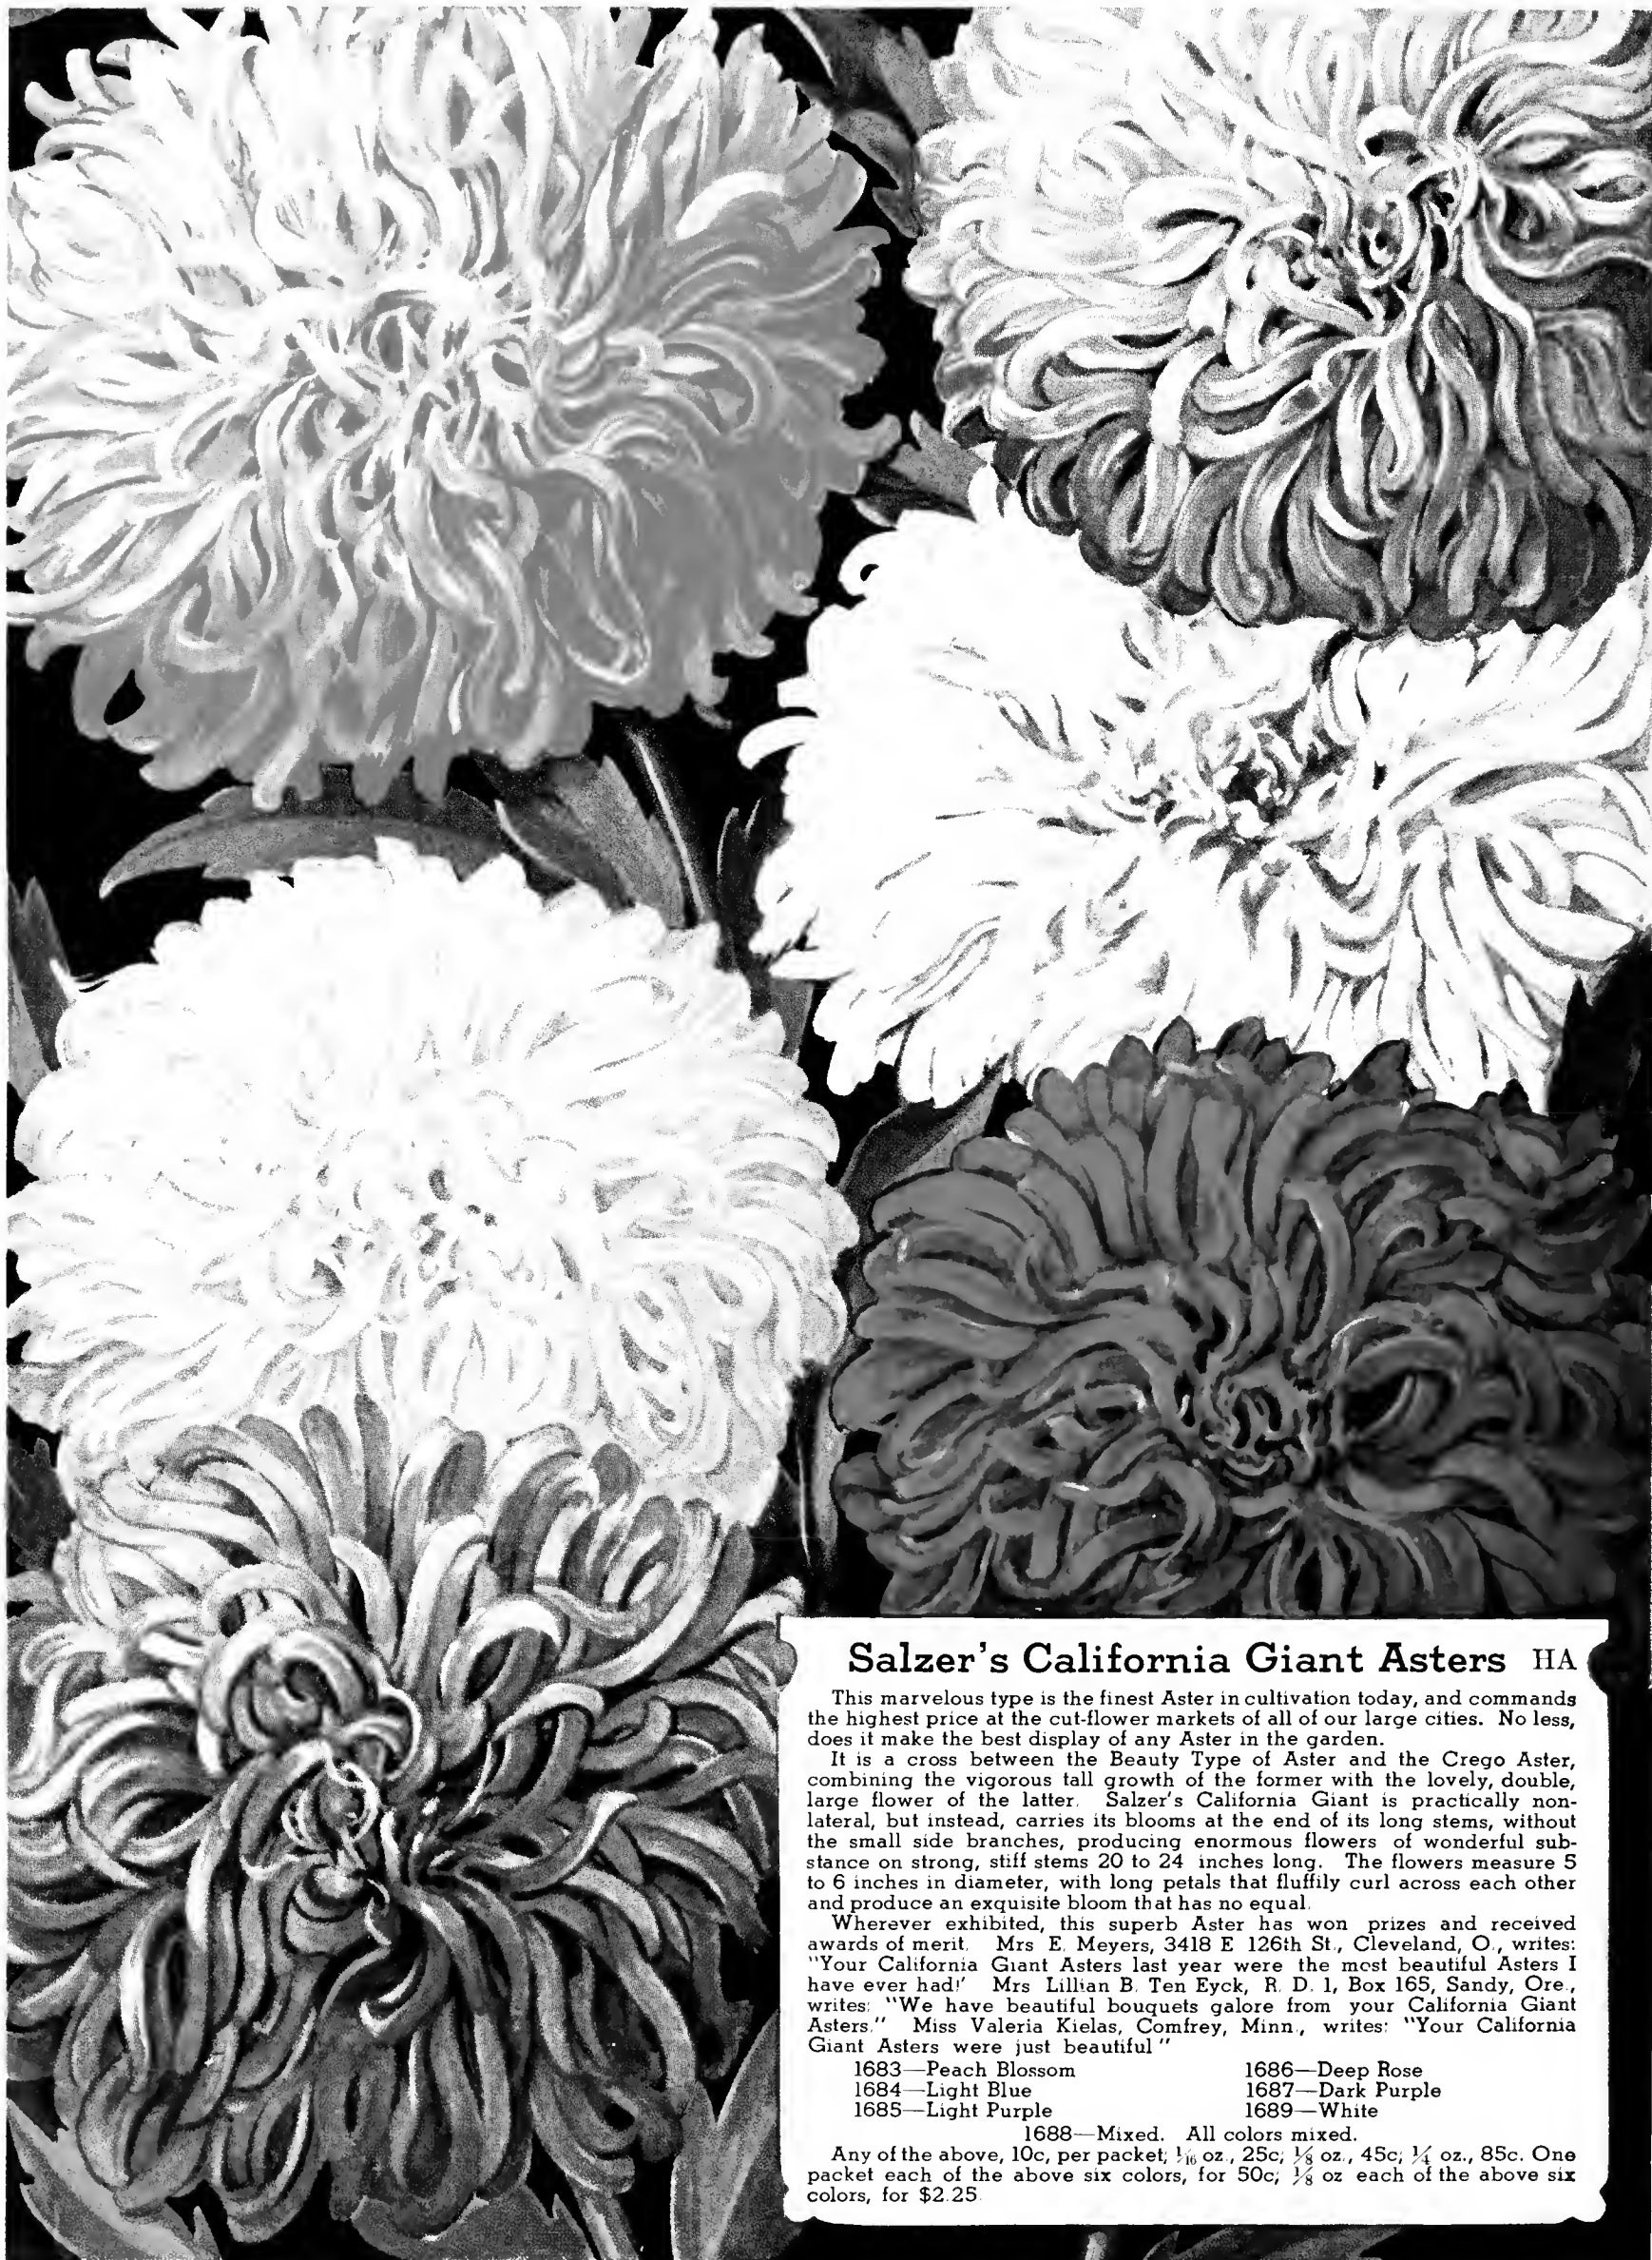 Salzer's California Giant Asters HA
This marvelous type is the finest Aster in cultivation today, and commands
the highest price at the cut-flower markets of all of our large cities. No less,
does it make the best display of any Aster in the garden.
It is a cross between the Beauty Type of Aster and the Crego Aster,
combining the vigorous tall growth of the former with the lovely, double,
large flower of the latter. Salzer's California Giant is practically non-
lateral, but instead, carries its blooms at the end of its long stems, without
the small side branches, producing enormous flowers of wonderful sub-
stance on strong, stiff stems 20 to 24 inches long. The flowers measure 5
to 6 inches in diameter, with long petals that fluffily curl across each other
and produce an exquisite bloom that has no equal.
Wherever exhibited, this superb Aster has won prizes and received
awards of merit. Mrs E. Meyers, 3418 E 126th St., Cleveland, O., writes:
"Your California Giant Asters last year were the most beautiful Asters I
have ever had!' Mrs Lillian B. Ten Eyck, R. D. 1, Box 165, Sandy, Ore.,
writes: "We have beautiful bouquets galore from your California Giant
Asters." Miss Valeria Kielas, Comfrey, Minn., writes: "Your California
Giant Asters were just beautiful"
1683—Peach Blossom 1686—Deep Rose
1684—Light Blue 1687—Dark Purple
1685—Light Purple 1689—White
1688—Mixed. All colors mixed.
Any of the above, 10c, per packet; 1/16 oz., 25c; 1/8 oz., 45c; 1/4 oz., 85c. One
packet each of the above six colors, for 50c; 1/8 oz each of the above six
colors, for $2.25.